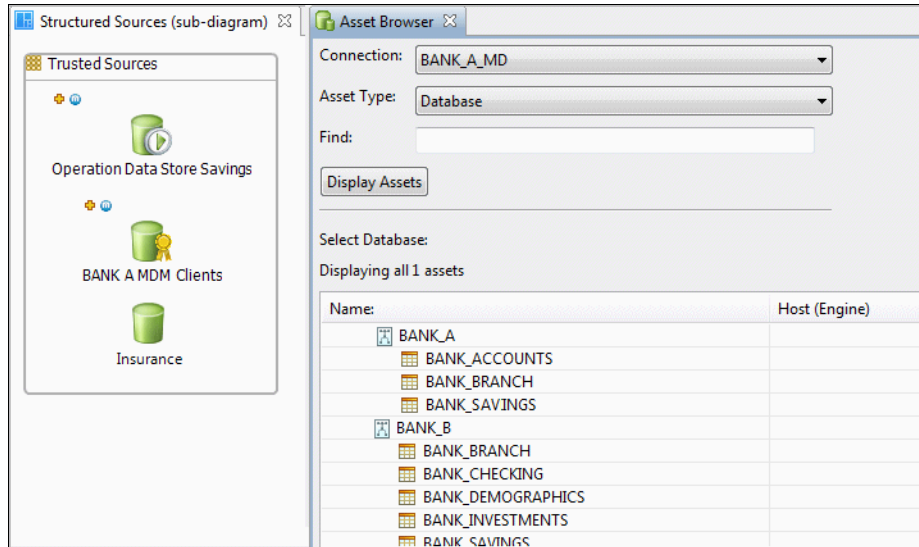 Structured Sources (sub-diagram)
Trusted Sources
Operation Data Store Savings
BANK A MDM Clients
Insurance
Asset Browser
Connection: BANK_A_MD
Asset Type: Database
Find:
Display Assets
Select Database:
Displaying all 1 assets
Name: Host (Engine)
BANK_A
BANK_ACCOUNTS
BANK_BRANCH
BANK_SAVINGS
BANK_B
BANK_BRANCH
BANK_CHECKING
BANK_DEMOGRAPHICS
BANK_INVESTMENTS
BANK_SAVINGS